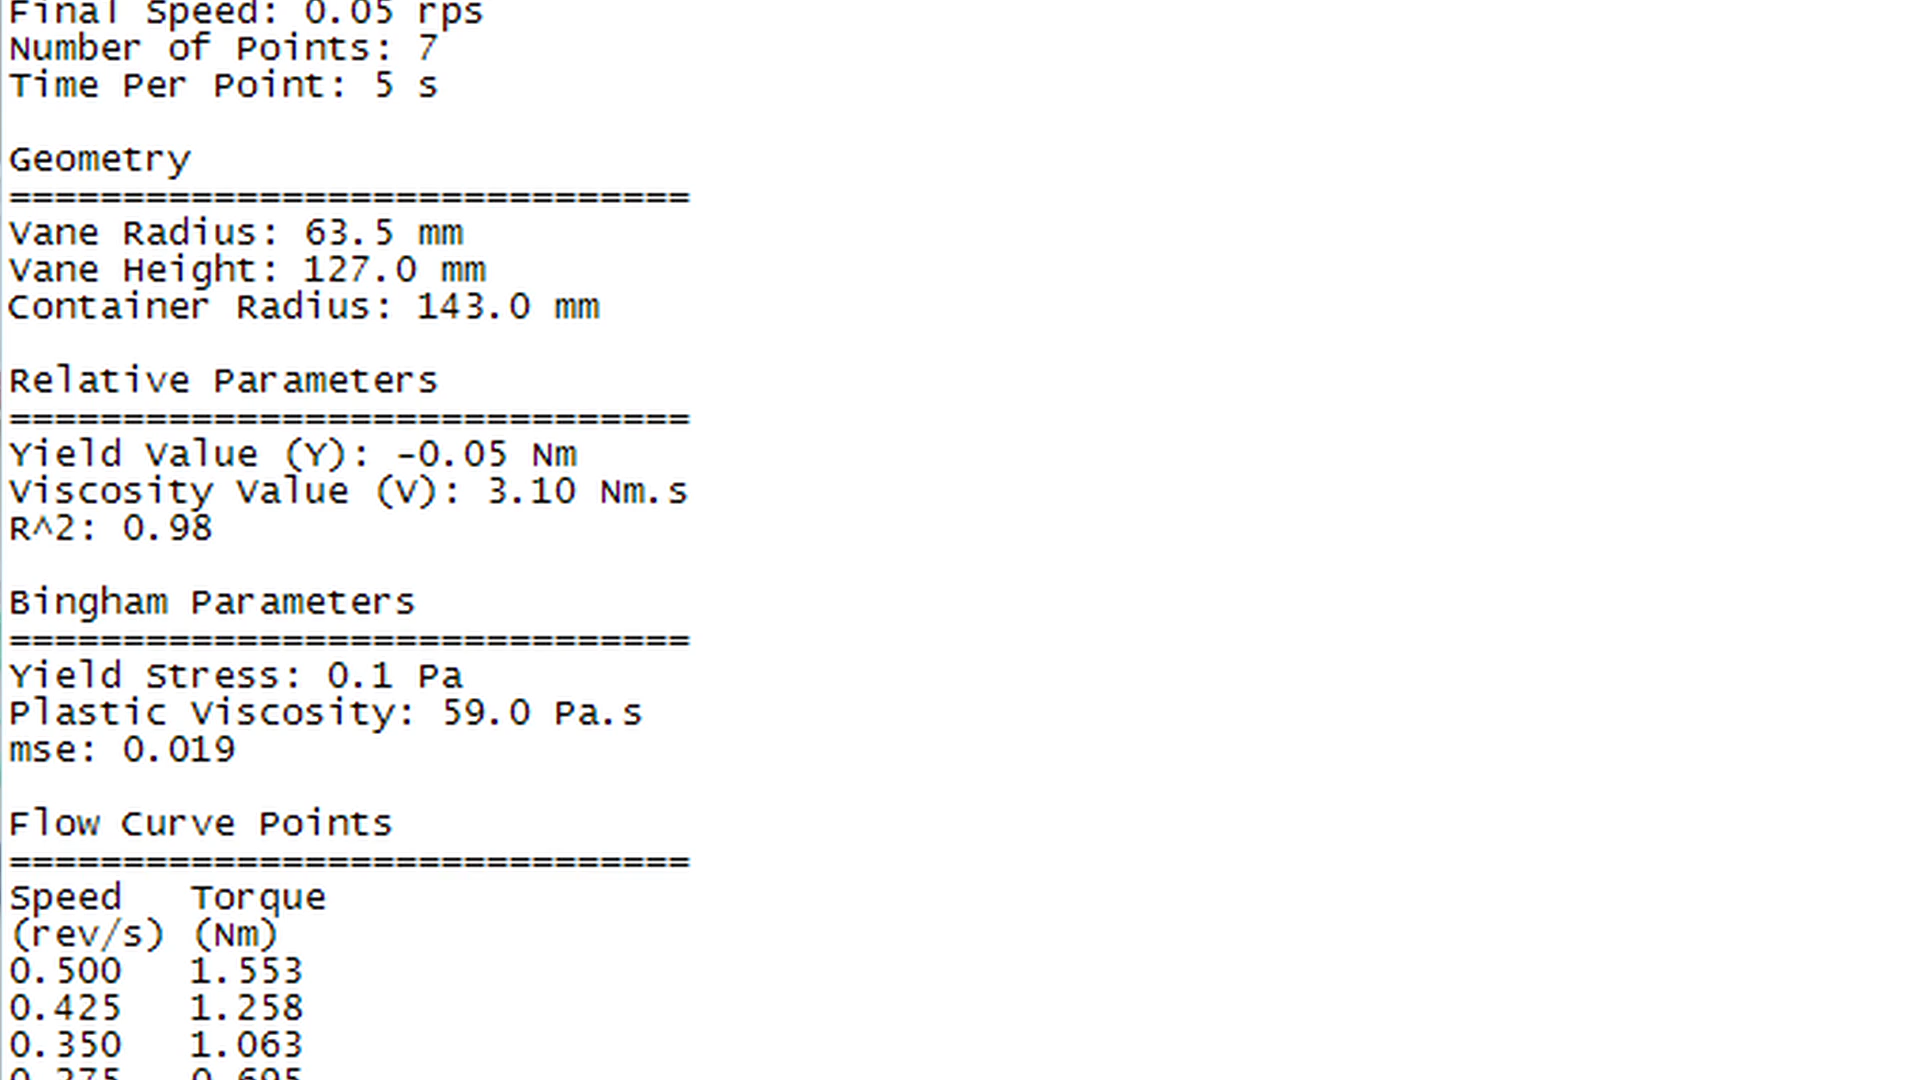 Final Speed: 0.05 rps
Number of Points: 7
Time Per Point: 5 s
Geometry
==============================
Vane Radius: 63.5 mm
Vane Height: 127.0 mm
Container Radius: 143.0 mm
Relative Parameters
==============================
Yield Value (Y): -0.05 Nm
Viscosity Value (V): 3.10 Nm.s
R^2: 0.98
Bingham Parameters
==============================
Yield Stress: 0.1 Pa
Plastic Viscosity: 59.0 Pa.s
mse: 0.019
Flow Curve Points
==============================
Speed Torque
(rev/s) (Nm)
0.500 1.553
0.425 1.258
0.350 1.063
0.275 0.695